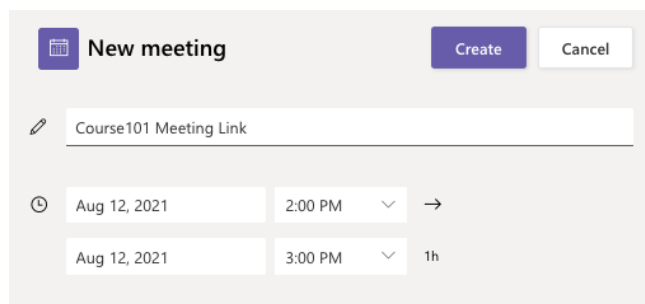 New meeting Create Cancel
Course101 Meeting Link
Aug 12, 2021 2:00 PM
Aug 12, 2021 3:00 PM 1h